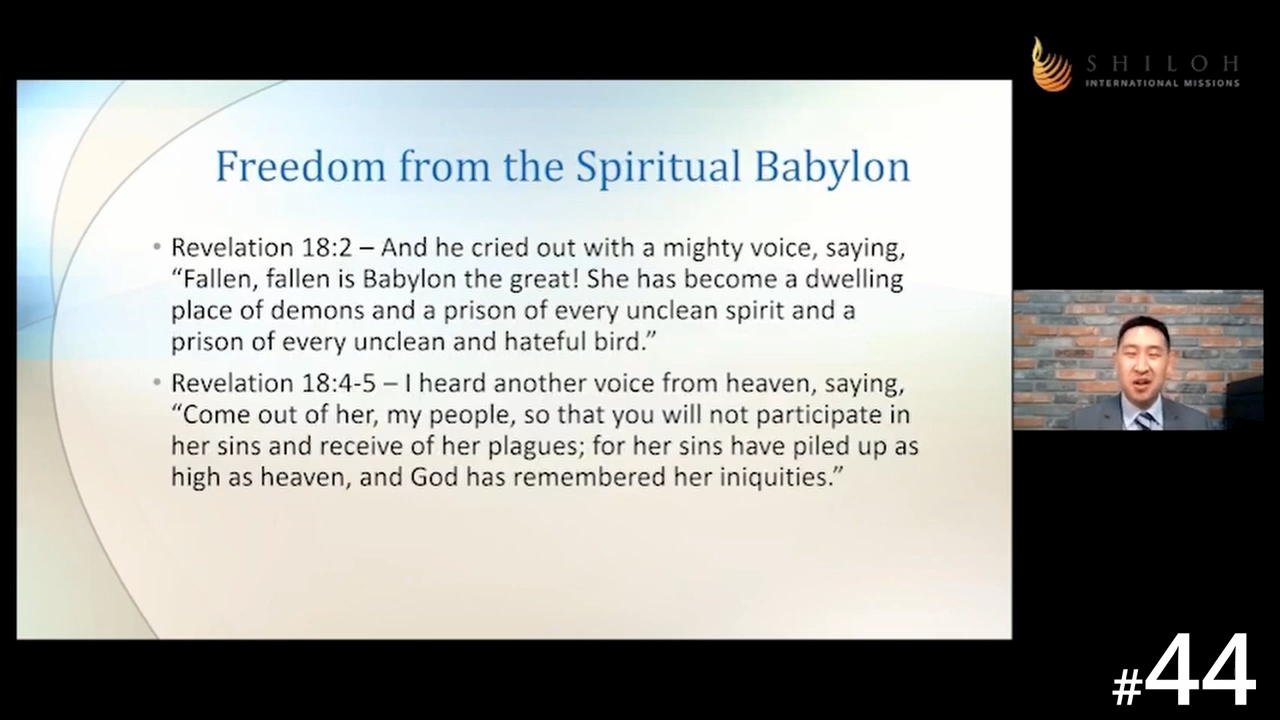 SHILOH
INTERNATIONAL MISSIONS
Freedom from the Spiritual Babylon
• Revelation 18:2 – And he cried out with a mighty voice, saying,
“Fallen, fallen is Babylon the great! She has become a dwelling
place of demons and a prison of every unclean spirit and a
prison of every unclean and hateful bird.”
• Revelation 18:4-5 – I heard another voice from heaven, saying,
“Come out of her, my people, so that you will not participate in
her sins and receive of her plagues; for her sins have piled up as
high as heaven, and God has remembered her iniquities.”
#44